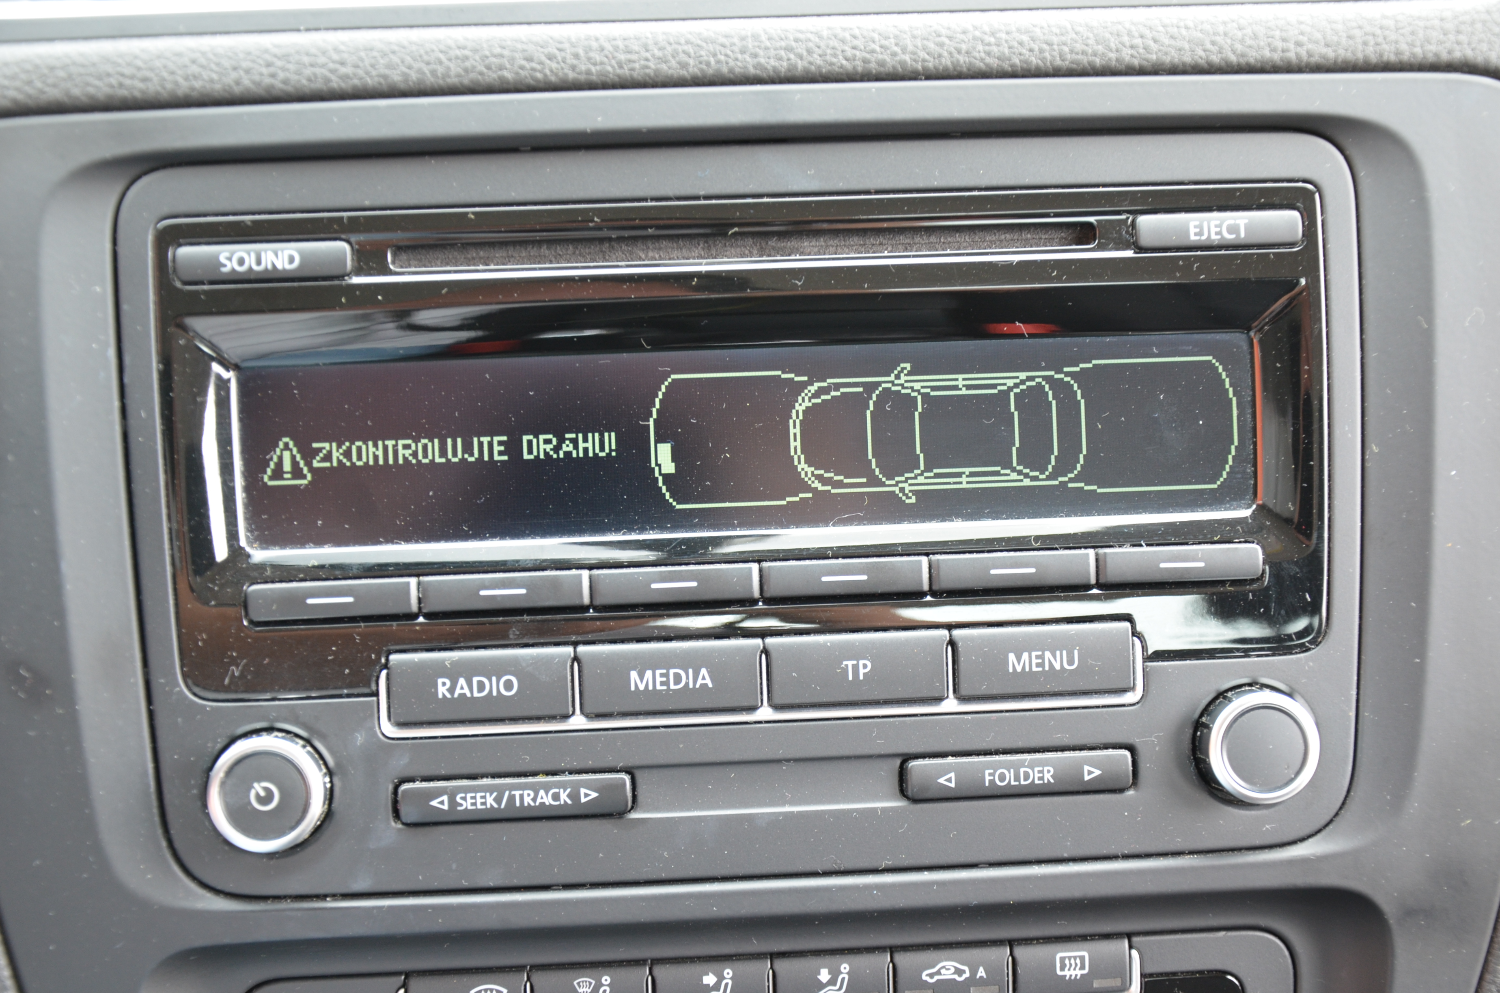 SOUND
EJECT
ZKONTROLUJTE DRÁHU!
RADIO
MEDIA
TP
MENU
SEEK/TRACK
FOLDER
A